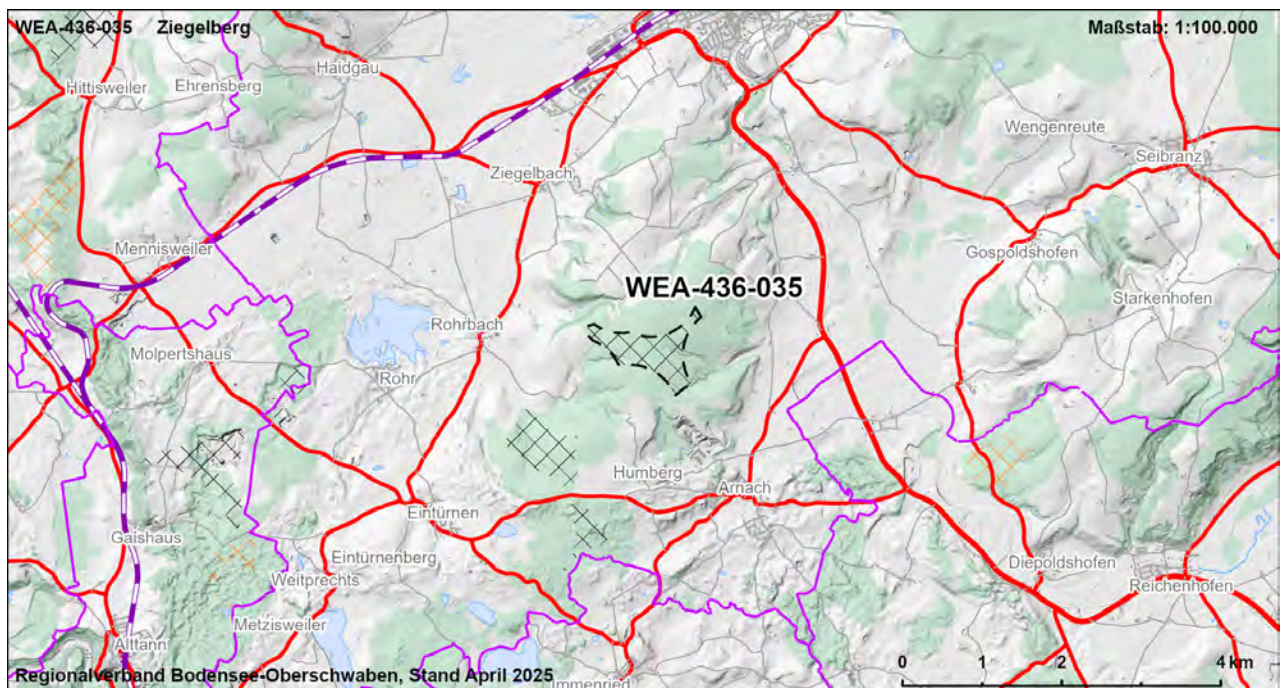 WEA-436-035 Ziegelberg
Maßstab: 1:100.000
Haidgau
Hittisweiler
Ehrensberg
Wengenreute
Seibranz
Ziegelbach
Mennisweiler
Gospoldshofen
WEA-436-035
Starkenhofen
Rohrbach
Molpertshaus
Rohr
Humberg
Arnach
Eintürnen
Gaishaus
Eintürnenberg
Diepoldshofen
Weitprechts
Reichenhofen
Metzisweiler
Alttann
0 1 2 4 km
Regionalverband Bodensee-Oberschwaben, Stand April 2025
Immenried